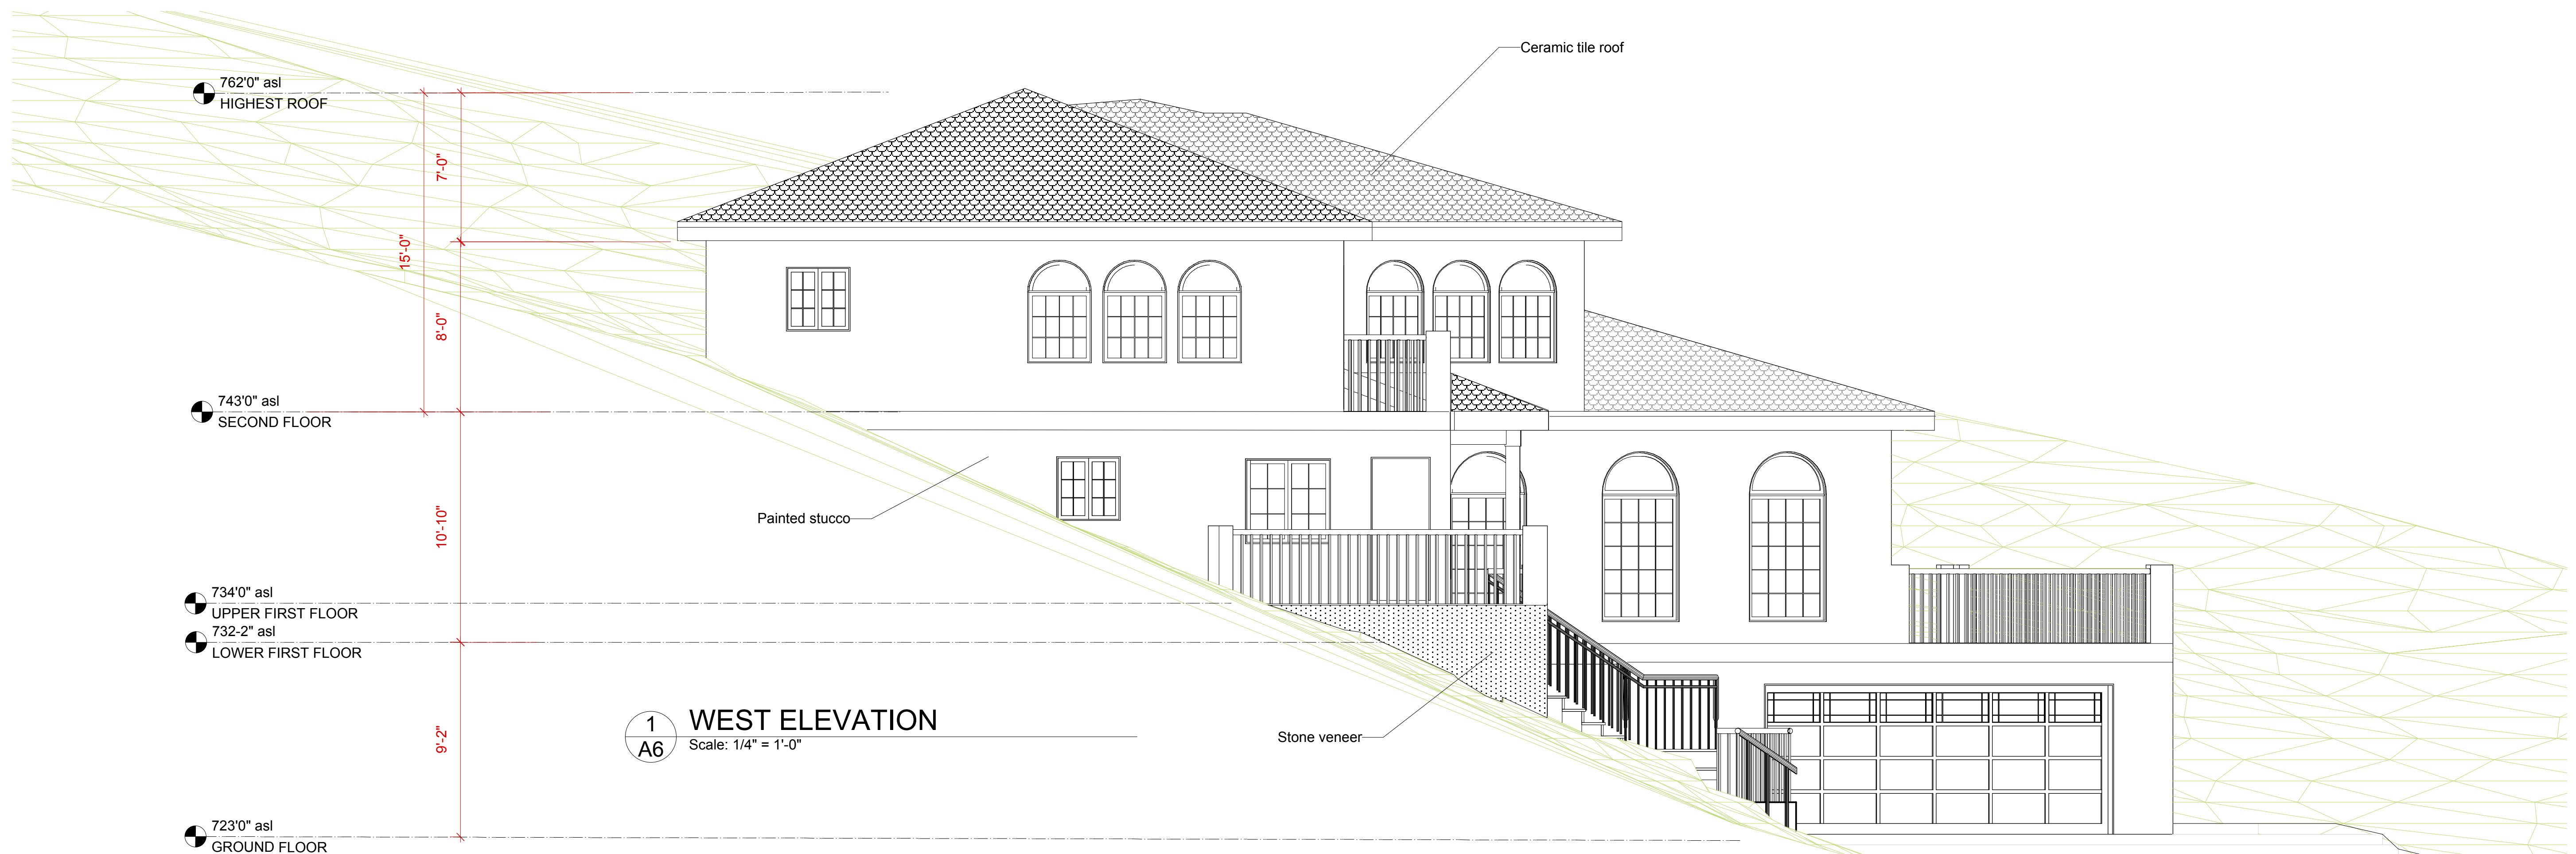 Ceramic tile roof
762'0" asl
HIGHEST ROOF
7'-0"
15'-0"
8'-0"
743'0" asl
SECOND FLOOR
Painted stucco
10'-10"
734'0" asl
UPPER FIRST FLOOR
732-2" asl
LOWER FIRST FLOOR
1
A6
WEST ELEVATION
Scale: 1/4" = 1'-0"
Stone veneer
9'-2"
723'0" asl
GROUND FLOOR